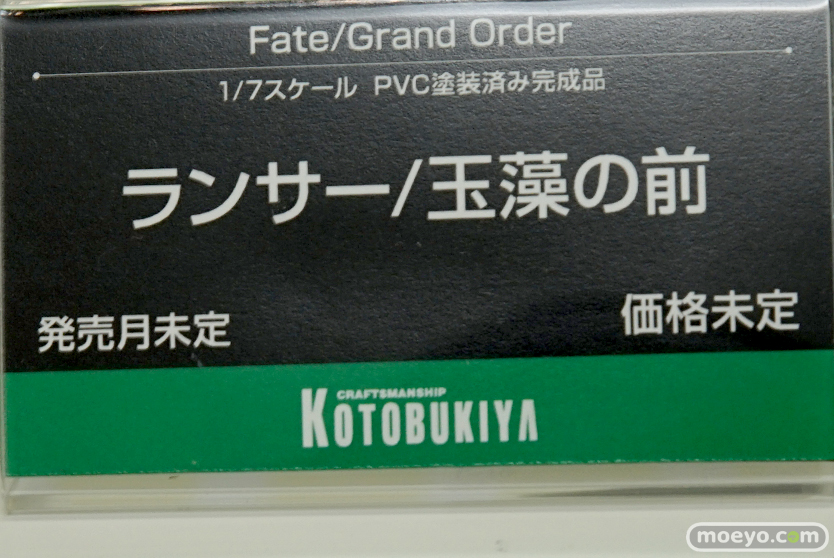 Fate/Grand Order
1/7スケール PVC塗装済み完成品
ランサー/玉藻の前
発売月未定
価格未定
CRAFTSMANSHIP
KOTOBUKIYA
moeyo.com